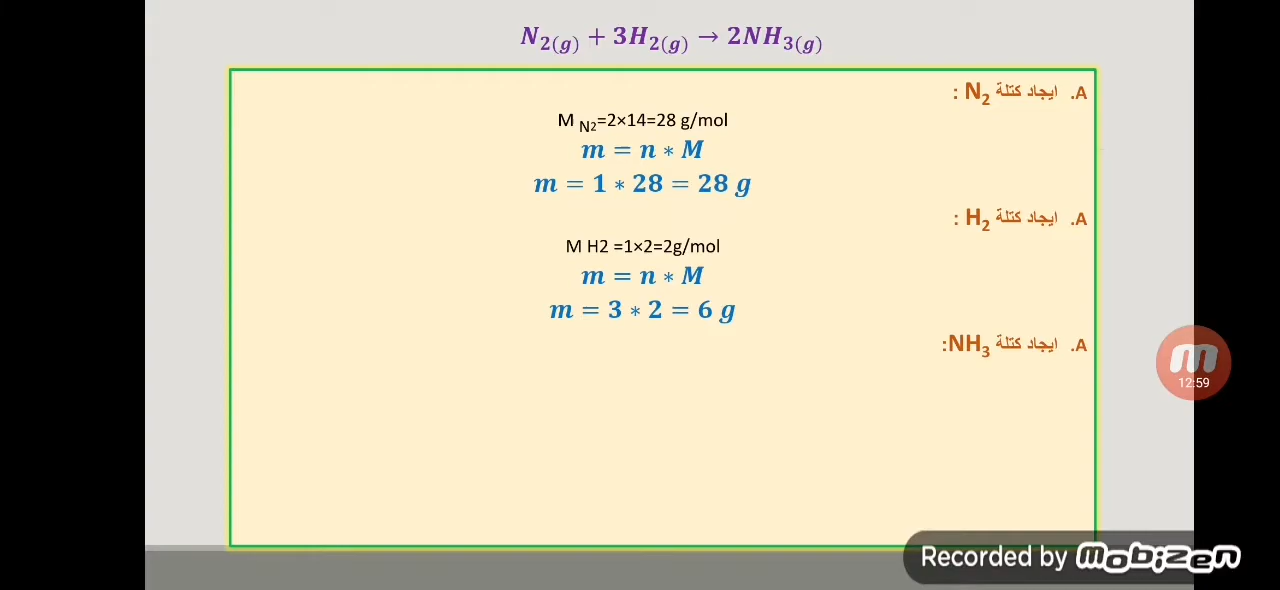 N₂(g) + 3H₂(g) → 2NH₃(g)
A. ايجاد كتلة N₂ :
M N₂=2×14=28 g/mol
m = n * M
m = 1 * 28 = 28 g
A. ايجاد كتلة H₂ :
M H2 =1×2=2g/mol
m = n * M
m = 3 * 2 = 6 g
A. ايجاد كتلة NH₃:
12:59
Recorded by mobizen